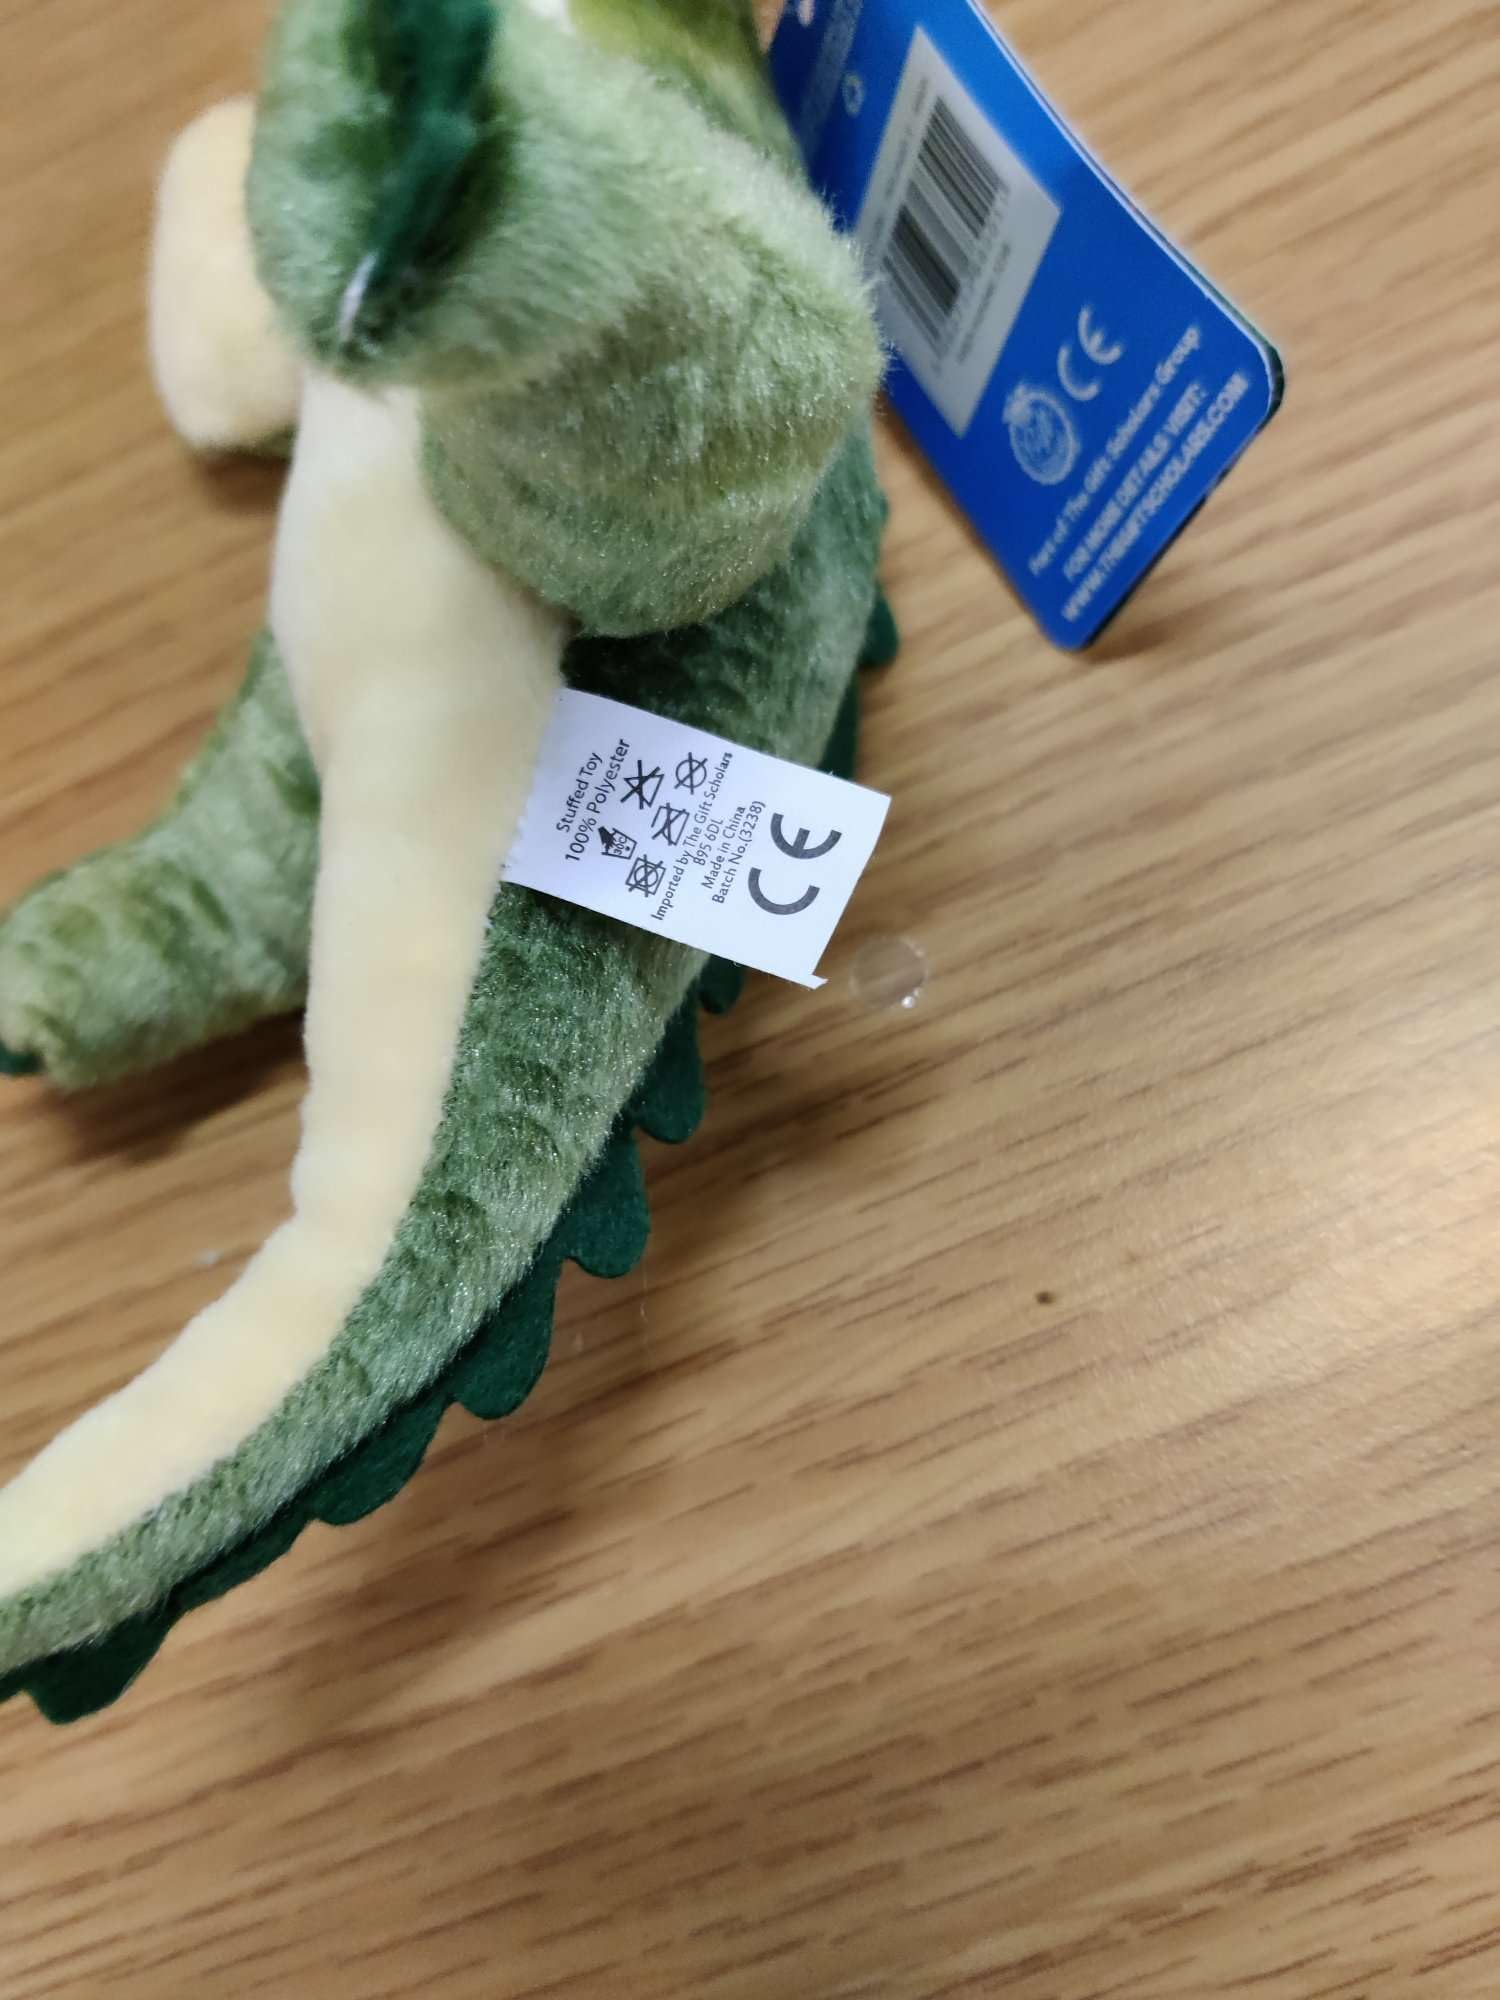 Stuffed Toy
100% Polyester
30C
Imported by The Gift Scholars
B95 6DL
Made in China
Batch No.(3238)
CE
CE
Part of The Gift Scholars Group
FOR MORE DETAILS VISIT:
WWW.THEGIFTSCHOLARS.COM